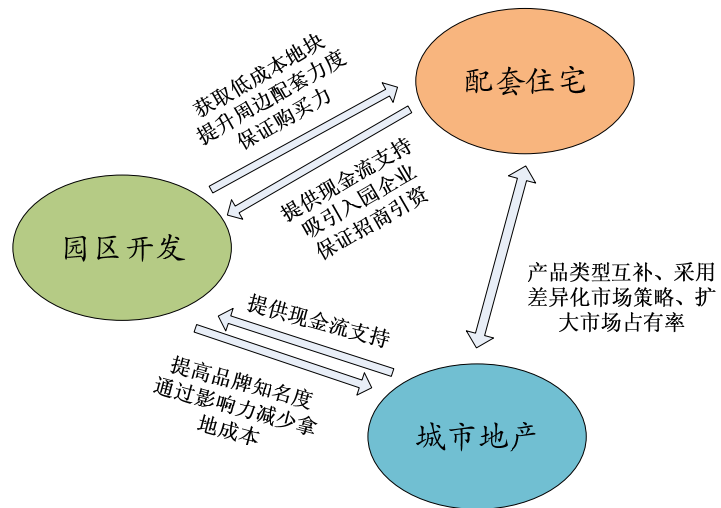 获取低成本地块
提升周边配套力度
保证购买力
配套住宅
提供现金流支持
吸引入园企业
保证招商引资
园区开发
产品类型互补、采用
差异化市场策略、扩
大市场占有率
提供现金流支持
提高品牌知名度
通过影响力减少拿
地成本
城市地产